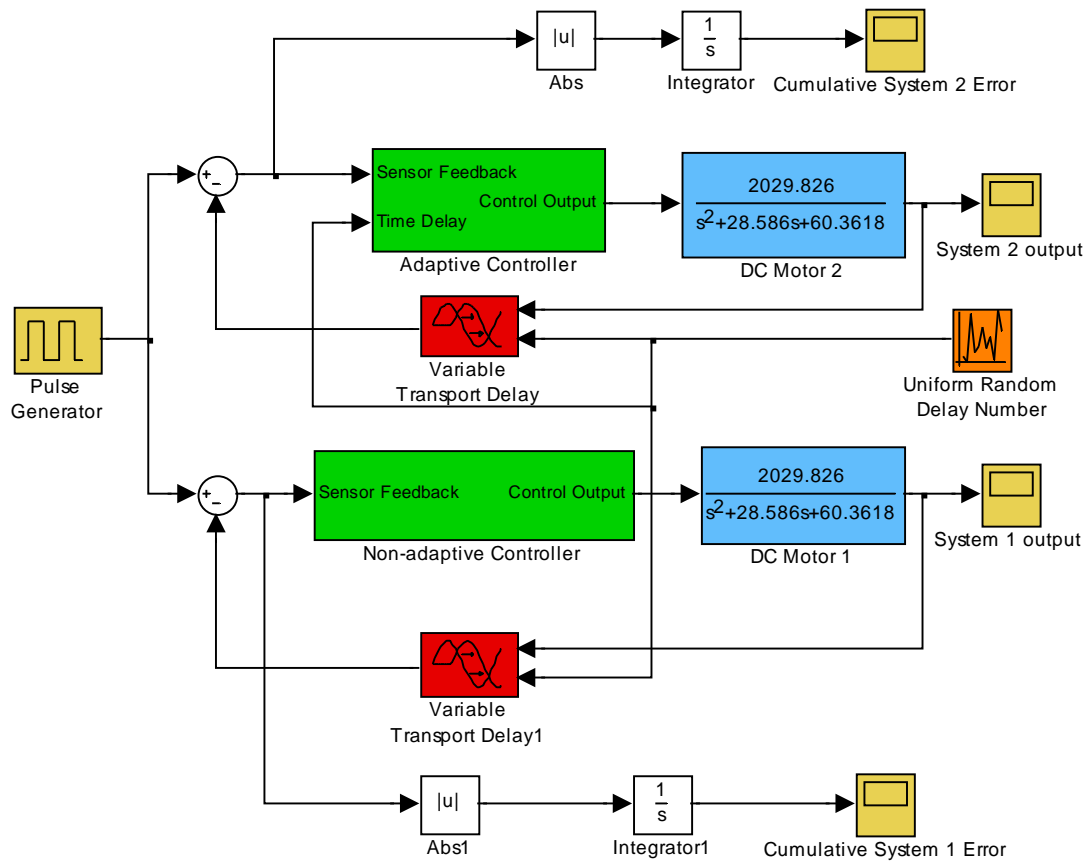 |u|
1
s
Abs
Integrator
Cumulative System 2 Error
+
−
Sensor Feedback
Control Output
Time Delay
Adaptive Controller
2029.826
s²+28.586s+60.3618
DC Motor 2
System 2 output
Pulse
Generator
Variable
Transport Delay
Uniform Random
Delay Number
+
−
Sensor Feedback
Control Output
Non-adaptive Controller
2029.826
s²+28.586s+60.3618
DC Motor 1
System 1 output
Variable
Transport Delay1
|u|
1
s
Abs1
Integrator1
Cumulative System 1 Error